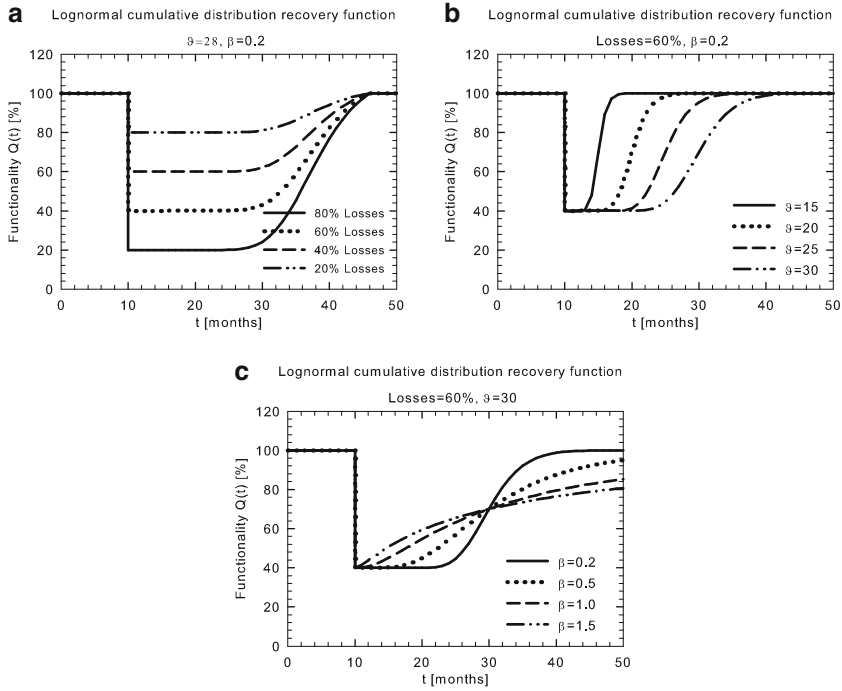 a
Lognormal cumulative distribution recovery function
ϑ=28, β=0.2
120
100
80
60
40
20
0
Functionality Q(t) [%]
80% Losses
60% Losses
40% Losses
20% Losses
0 10 20 30 40 50
t [months]
b
Lognormal cumulative distribution recovery function
Losses=60%, β=0.2
120
100
80
60
40
20
0
Functionality Q(t) [%]
ϑ=15
ϑ=20
ϑ=25
ϑ=30
0 10 20 30 40 50
t [months]
c
Lognormal cumulative distribution recovery function
Losses=60%, ϑ=30
120
100
80
60
40
20
0
Functionality Q(t) [%]
β=0.2
β=0.5
β=1.0
β=1.5
0 10 20 30 40 50
t [months]